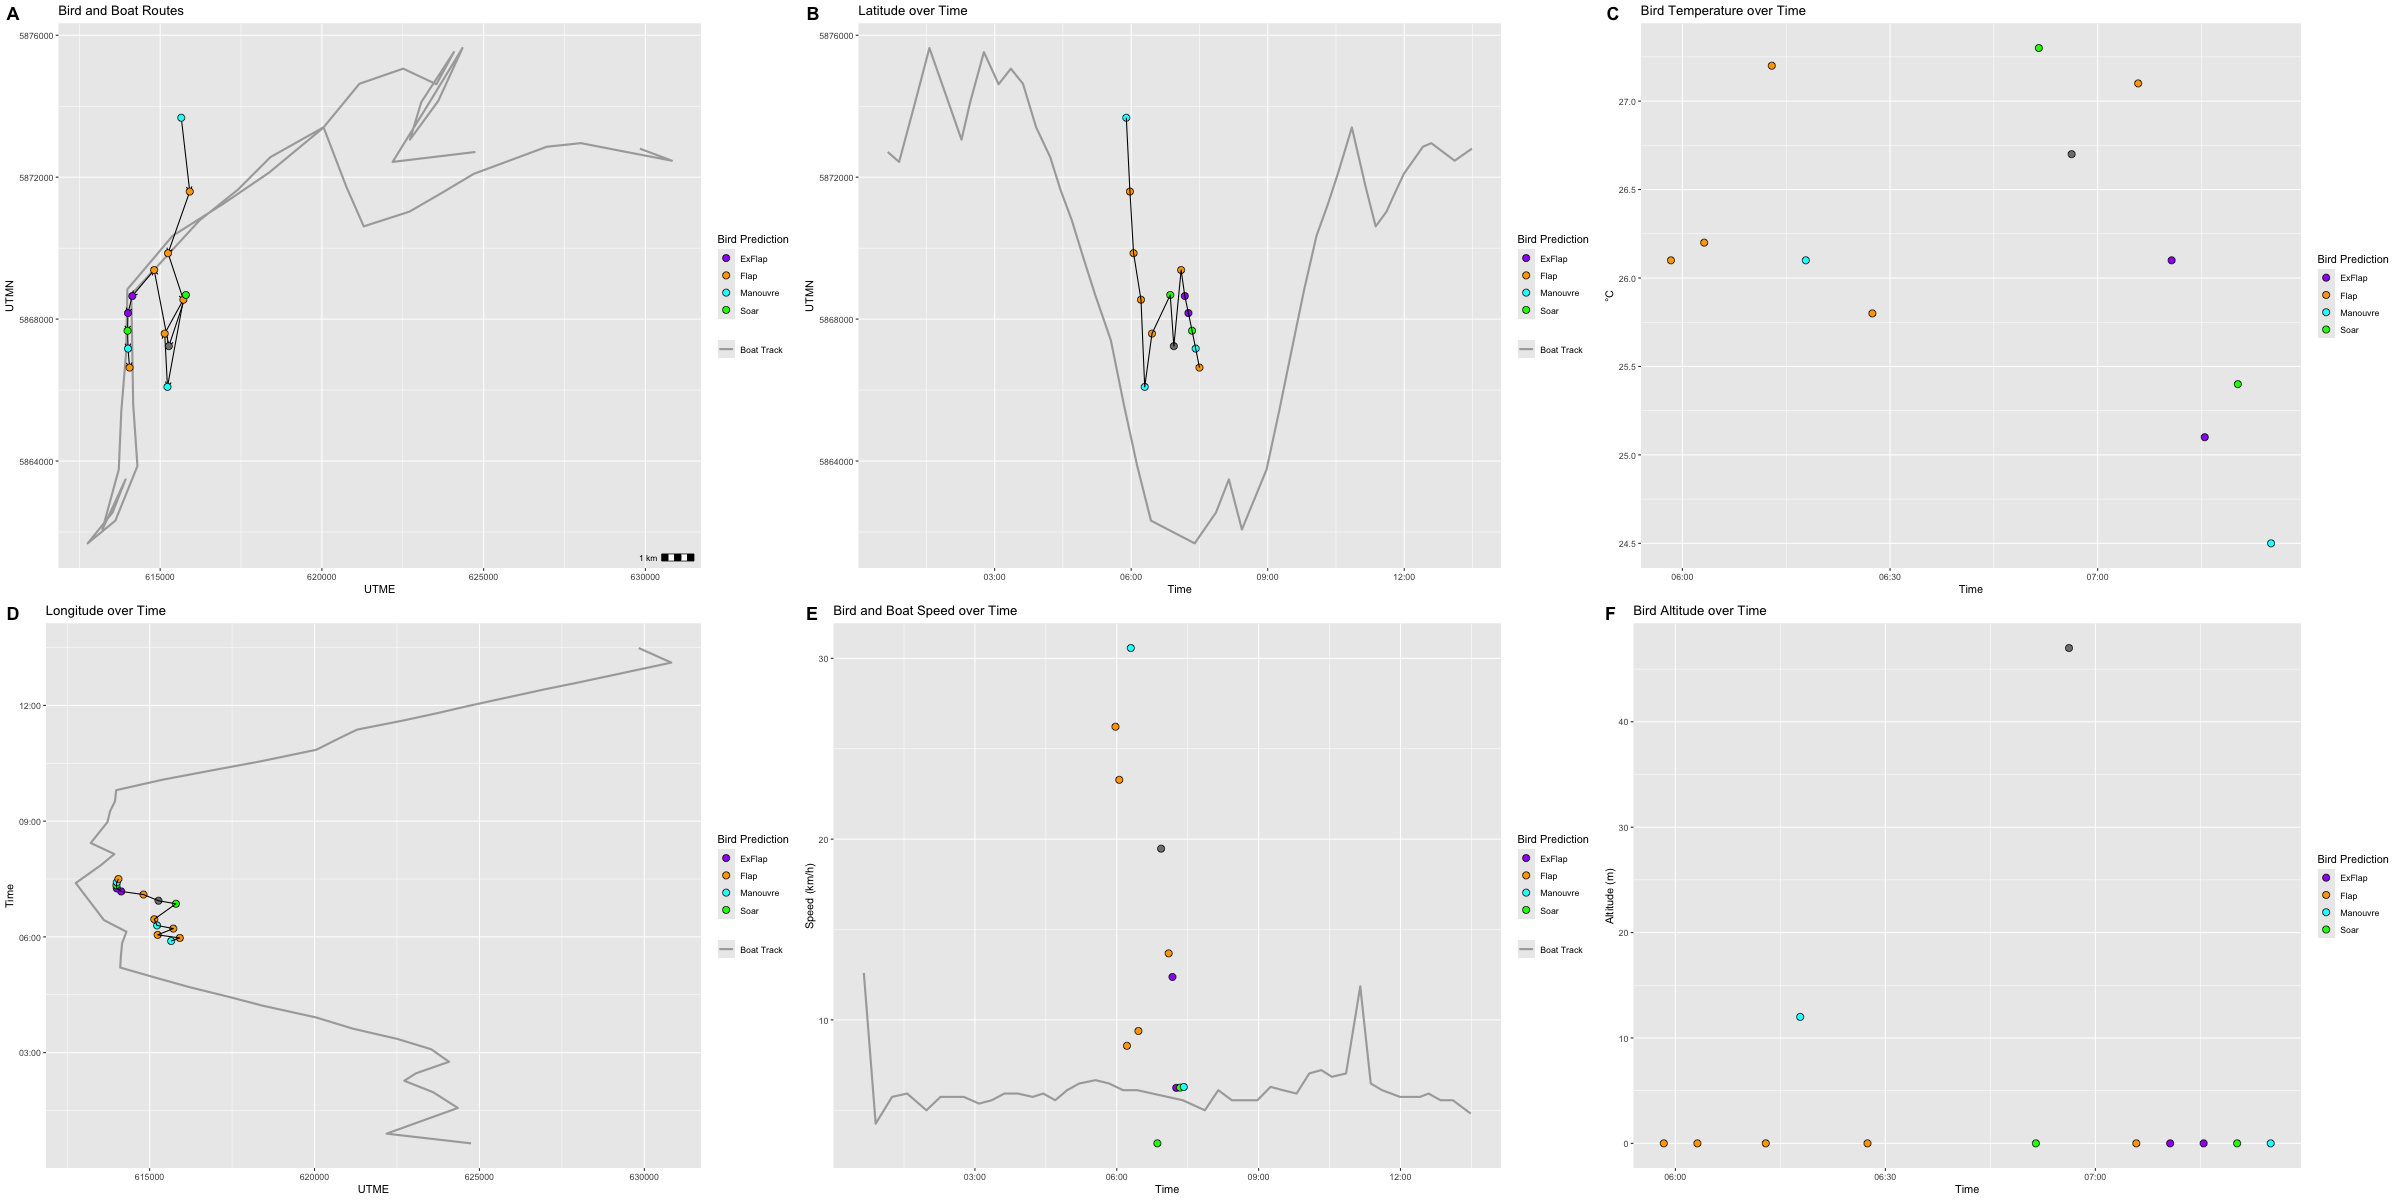 A
Bird and Boat Routes
5876000
5872000
5868000
5864000
UTMN
615000
620000
625000
630000
UTME
1 km
Bird Prediction
ExFlap
Flap
Manouvre
Soar
Boat Track
B
Latitude over Time
5876000
5872000
5868000
5864000
UTMN
03:00
06:00
09:00
12:00
Time
Bird Prediction
ExFlap
Flap
Manouvre
Soar
Boat Track
C
Bird Temperature over Time
27.0
26.5
26.0
25.5
25.0
24.5
°C
06:00
06:30
07:00
Time
Bird Prediction
ExFlap
Flap
Manouvre
Soar
D
Longitude over Time
12:00
09:00
06:00
03:00
Time
615000
620000
625000
630000
UTME
Bird Prediction
ExFlap
Flap
Manouvre
Soar
Boat Track
E
Bird and Boat Speed over Time
30
20
10
Speed (km/h)
03:00
06:00
09:00
12:00
Time
Bird Prediction
ExFlap
Flap
Manouvre
Soar
Boat Track
F
Bird Altitude over Time
40
30
20
10
0
Altitude (m)
06:00
06:30
07:00
Time
Bird Prediction
ExFlap
Flap
Manouvre
Soar